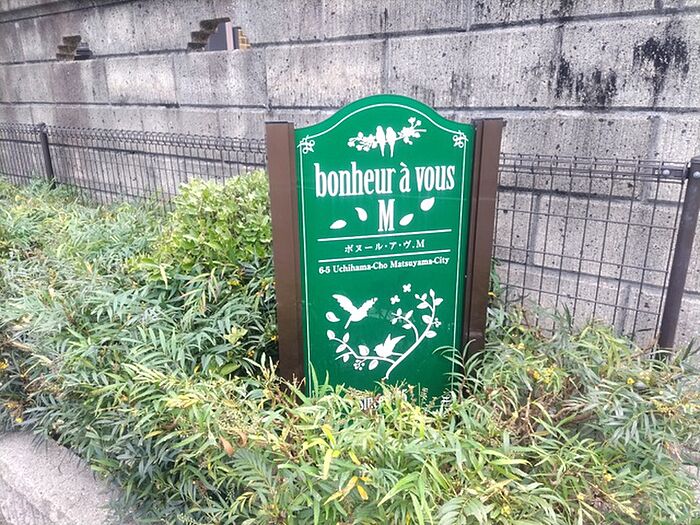 bonheur à vous
M
ボヌール・ア・ヴ.M
6-5 Uchihama-Cho Matsuyama-City